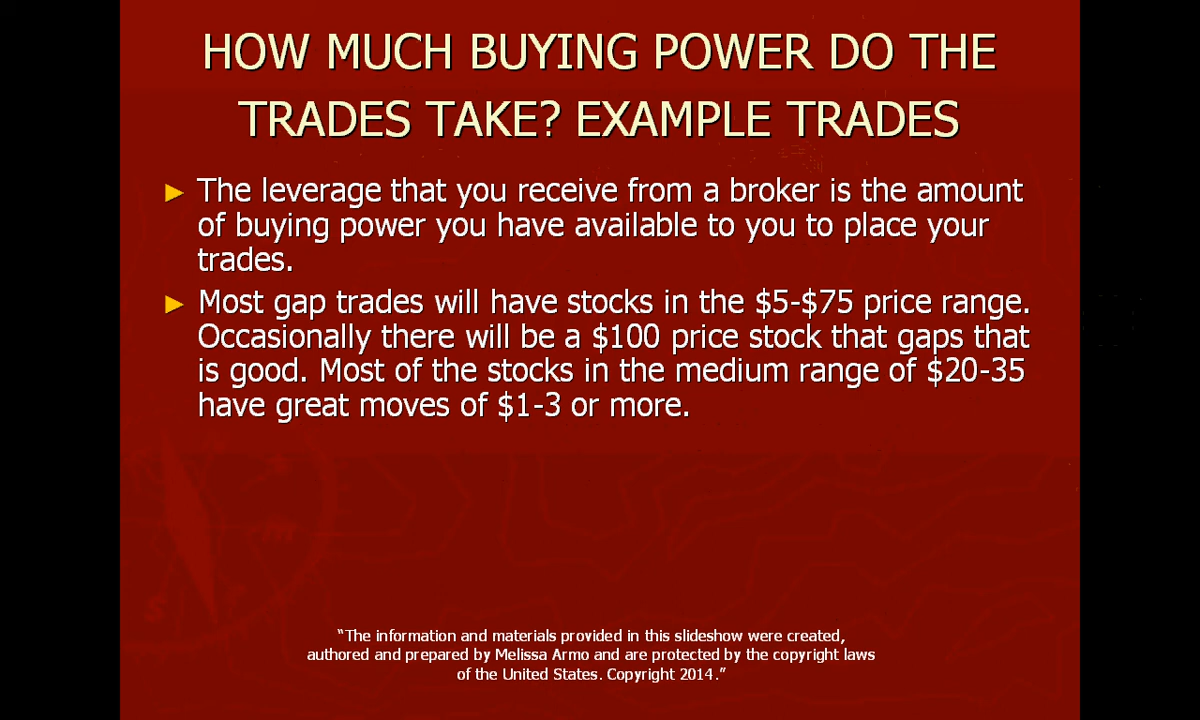 HOW MUCH BUYING POWER DO THE
TRADES TAKE? EXAMPLE TRADES
► The leverage that you receive from a broker is the amount
of buying power you have available to you to place your
trades.
► Most gap trades will have stocks in the $5-$75 price range.
Occasionally there will be a $100 price stock that gaps that
is good. Most of the stocks in the medium range of $20-35
have great moves of $1-3 or more.
“The information and materials provided in this slideshow were created,
authored and prepared by Melissa Armo and are protected by the copyright laws
of the United States. Copyright 2014.”